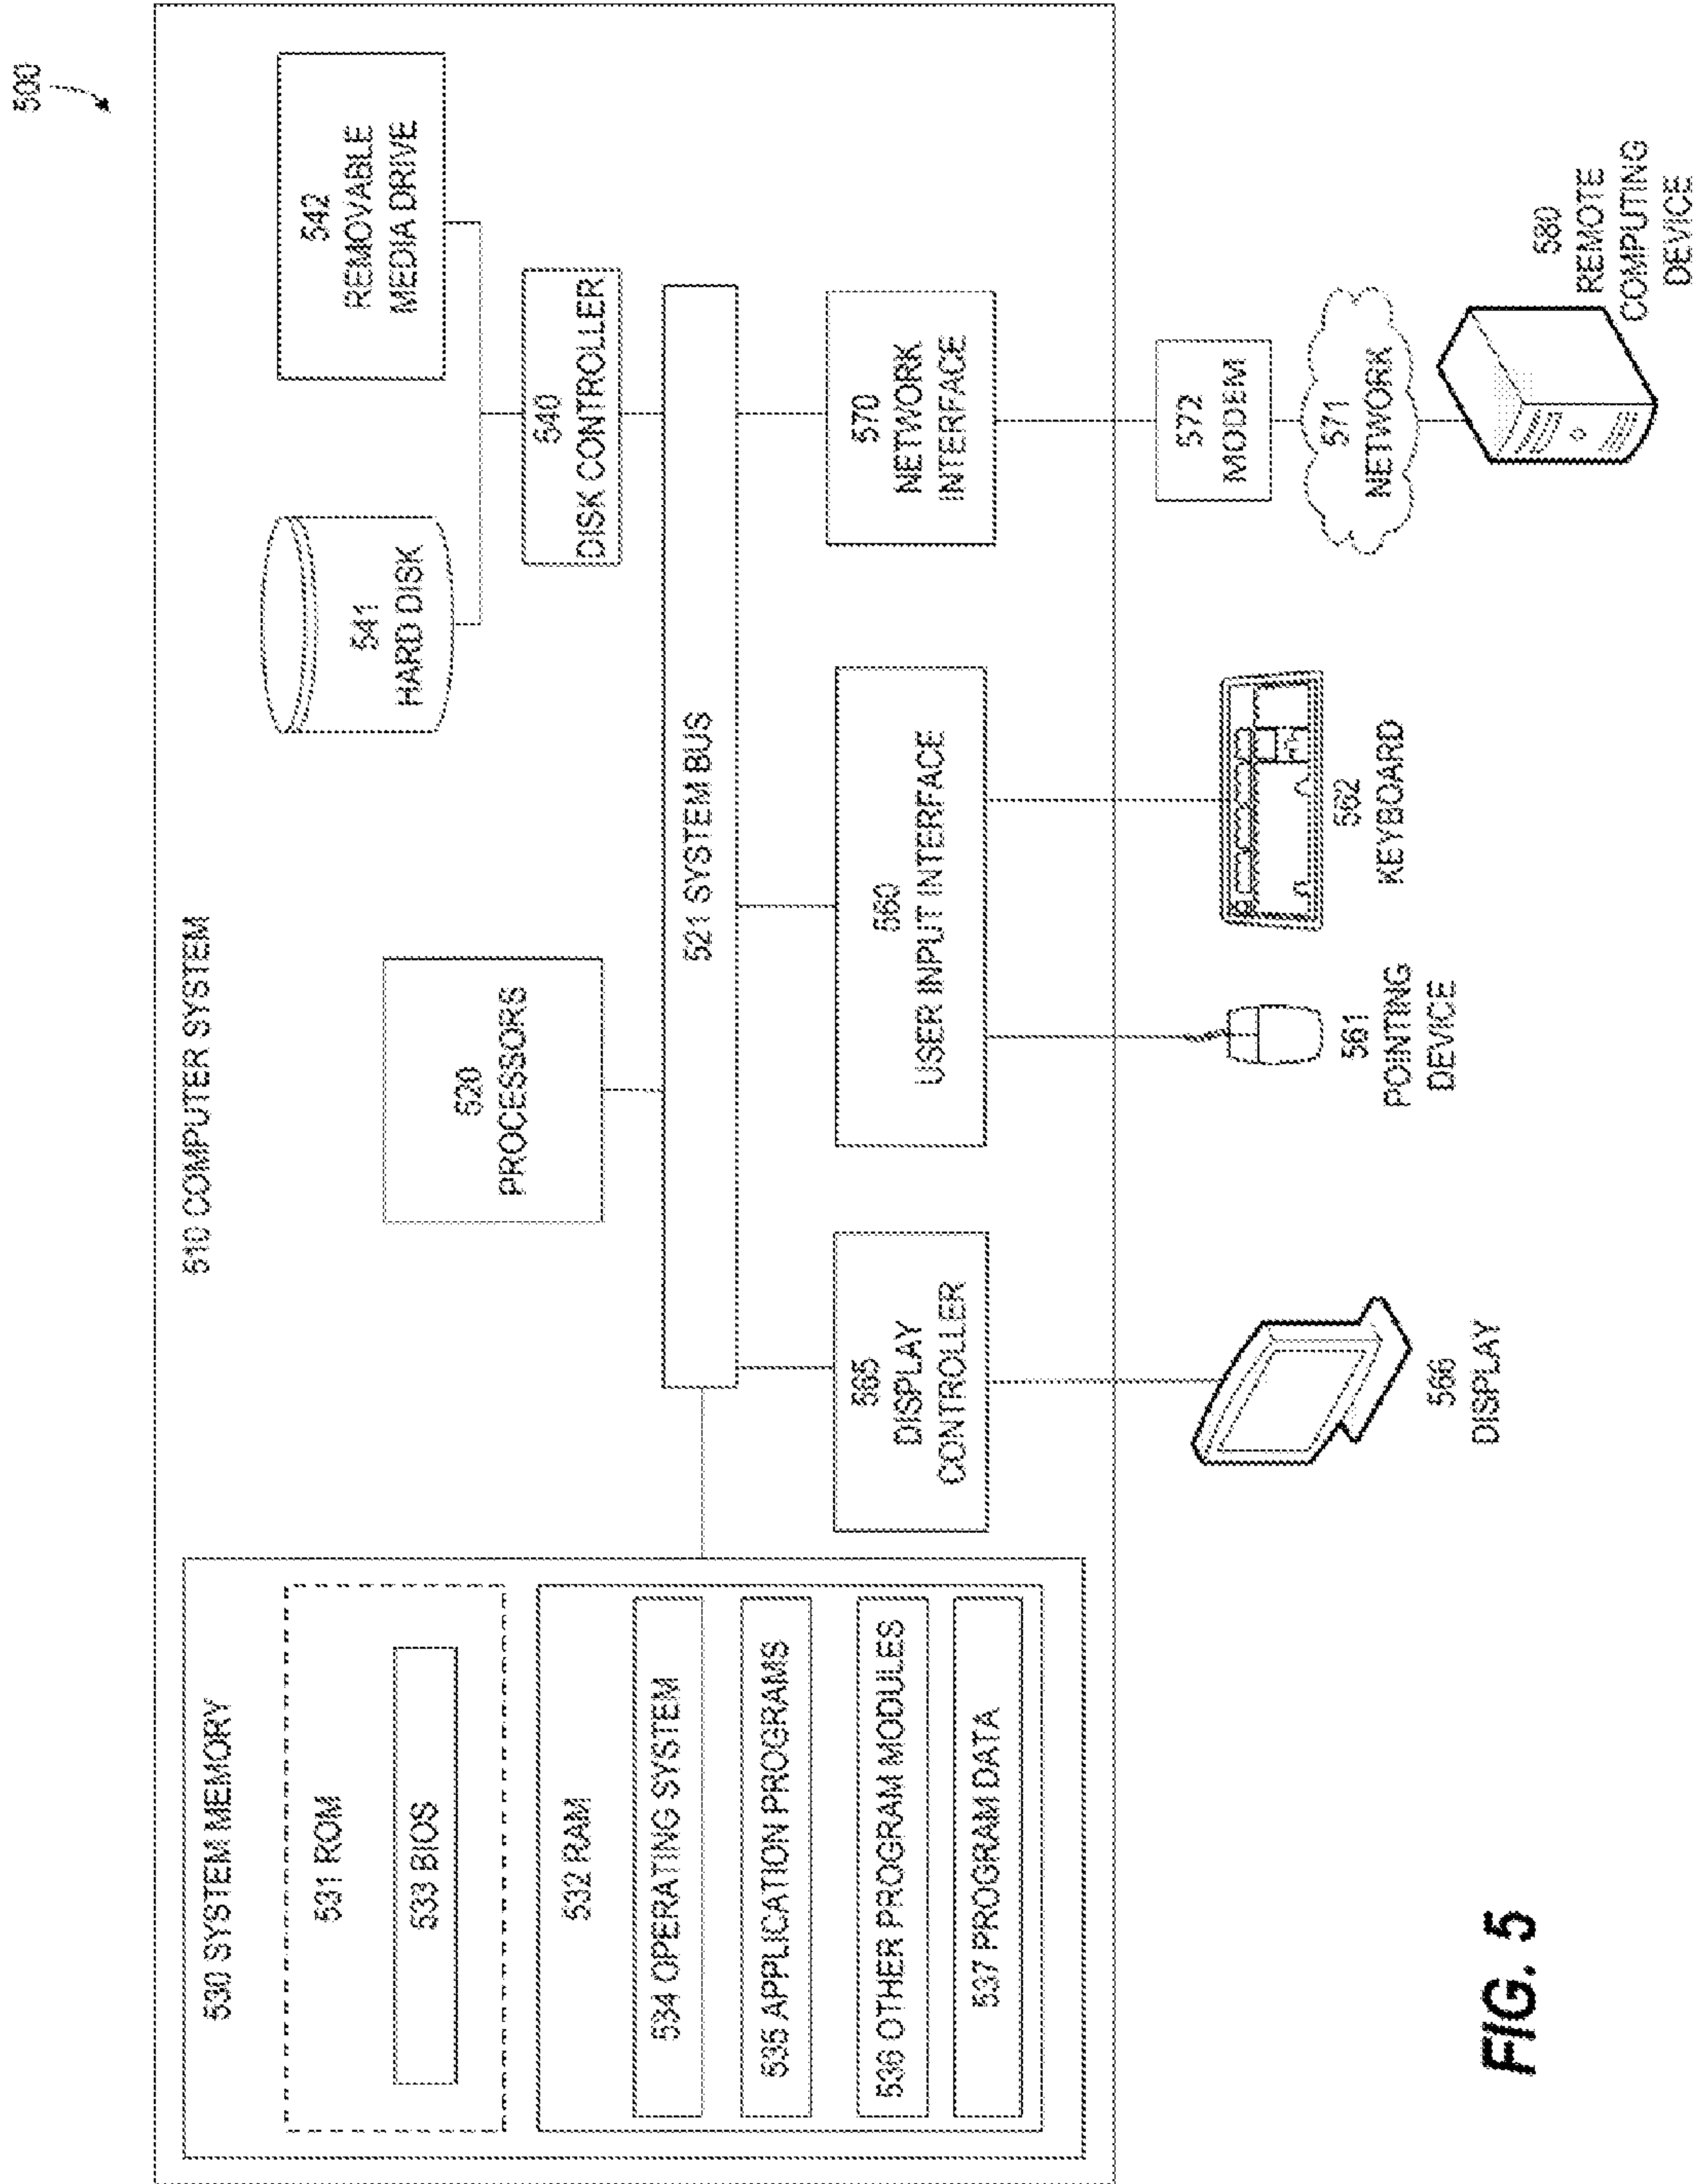 500
510 COMPUTER SYSTEM
530 SYSTEM MEMORY
531 ROM
533 BIOS
532 RAM
534 OPERATING SYSTEM
535 APPLICATION PROGRAMS
536 OTHER PROGRAM MODULES
537 PROGRAM DATA
520
PROCESSORS
541
HARD DISK
542
REMOVABLE
MEDIA DRIVE
540
DISK CONTROLLER
521 SYSTEM BUS
565
DISPLAY
CONTROLLER
560
USER INPUT INTERFACE
570
NETWORK
INTERFACE
572
MODEM
571
NETWORK
566
DISPLAY
561
POINTING
DEVICE
562
KEYBOARD
580
REMOTE
COMPUTING
DEVICE
FIG. 5